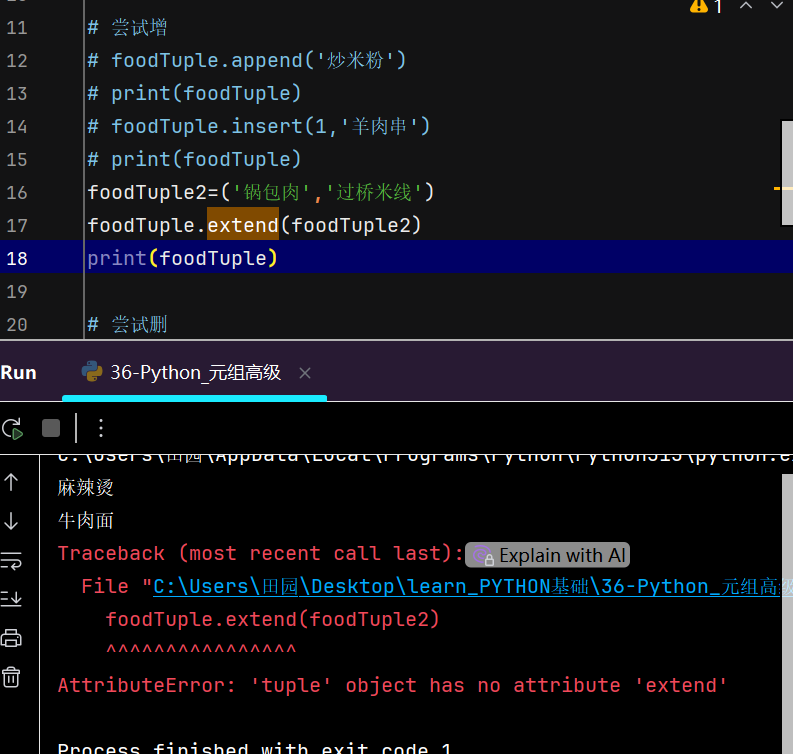 1
11 # 尝试增
12 # foodTuple.append('炒米粉')
13 # print(foodTuple)
14 # foodTuple.insert(1,'羊肉串')
15 # print(foodTuple)
16 foodTuple2=('锅包肉','过桥米线')
17 foodTuple.extend(foodTuple2)
18 print(foodTuple)
19
20 # 尝试删
Run 36-Python_元组高级
C:\Users\田园\AppData\Local\Programs\Python\Python313\python.e
麻辣烫
牛肉面
Traceback (most recent call last): Explain with AI
File "C:\Users\田园\Desktop\learn_PYTHON基础\36-Python_元组高级
foodTuple.extend(foodTuple2)
^^^^^^^^^^^^^^^^
AttributeError: 'tuple' object has no attribute 'extend'
Process finished with exit code 1